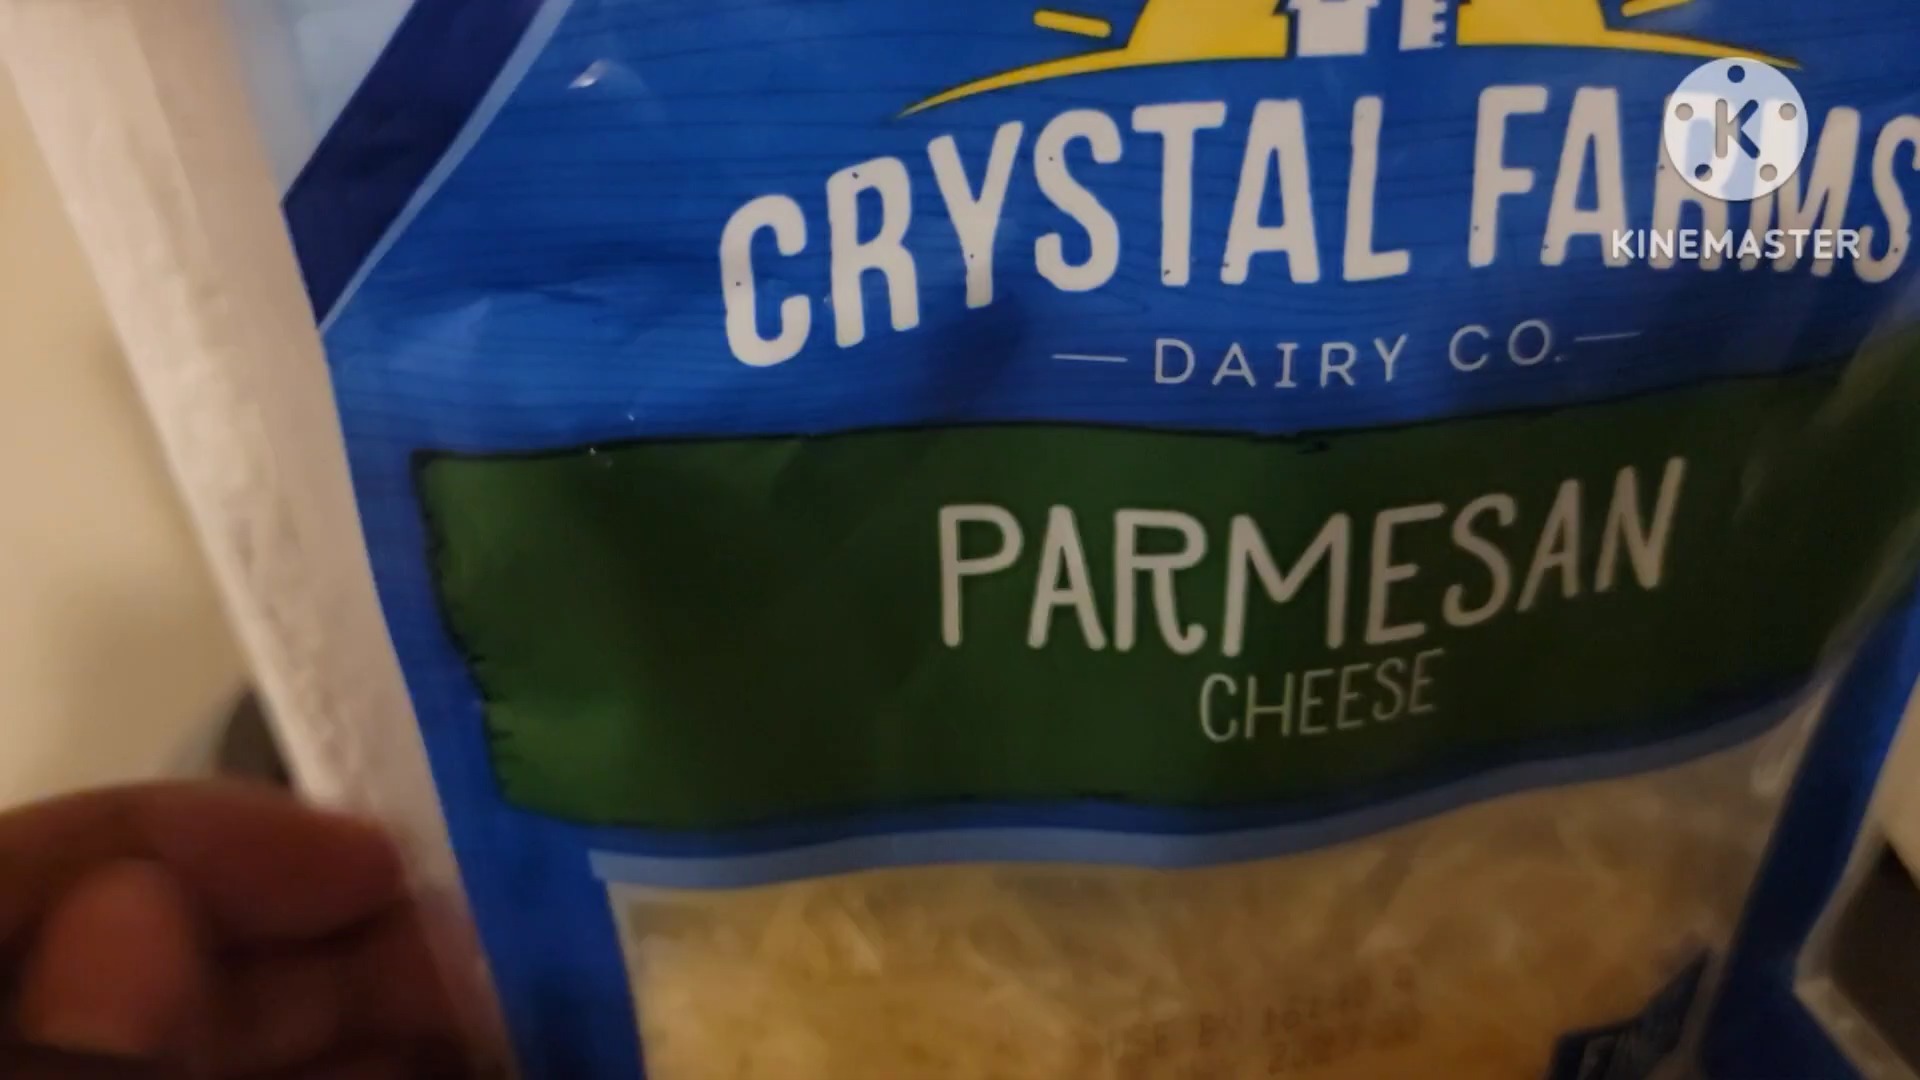 CRYSTAL FARMS
K
KINEMASTER
DAIRY CO.
PARMESAN
CHEESE